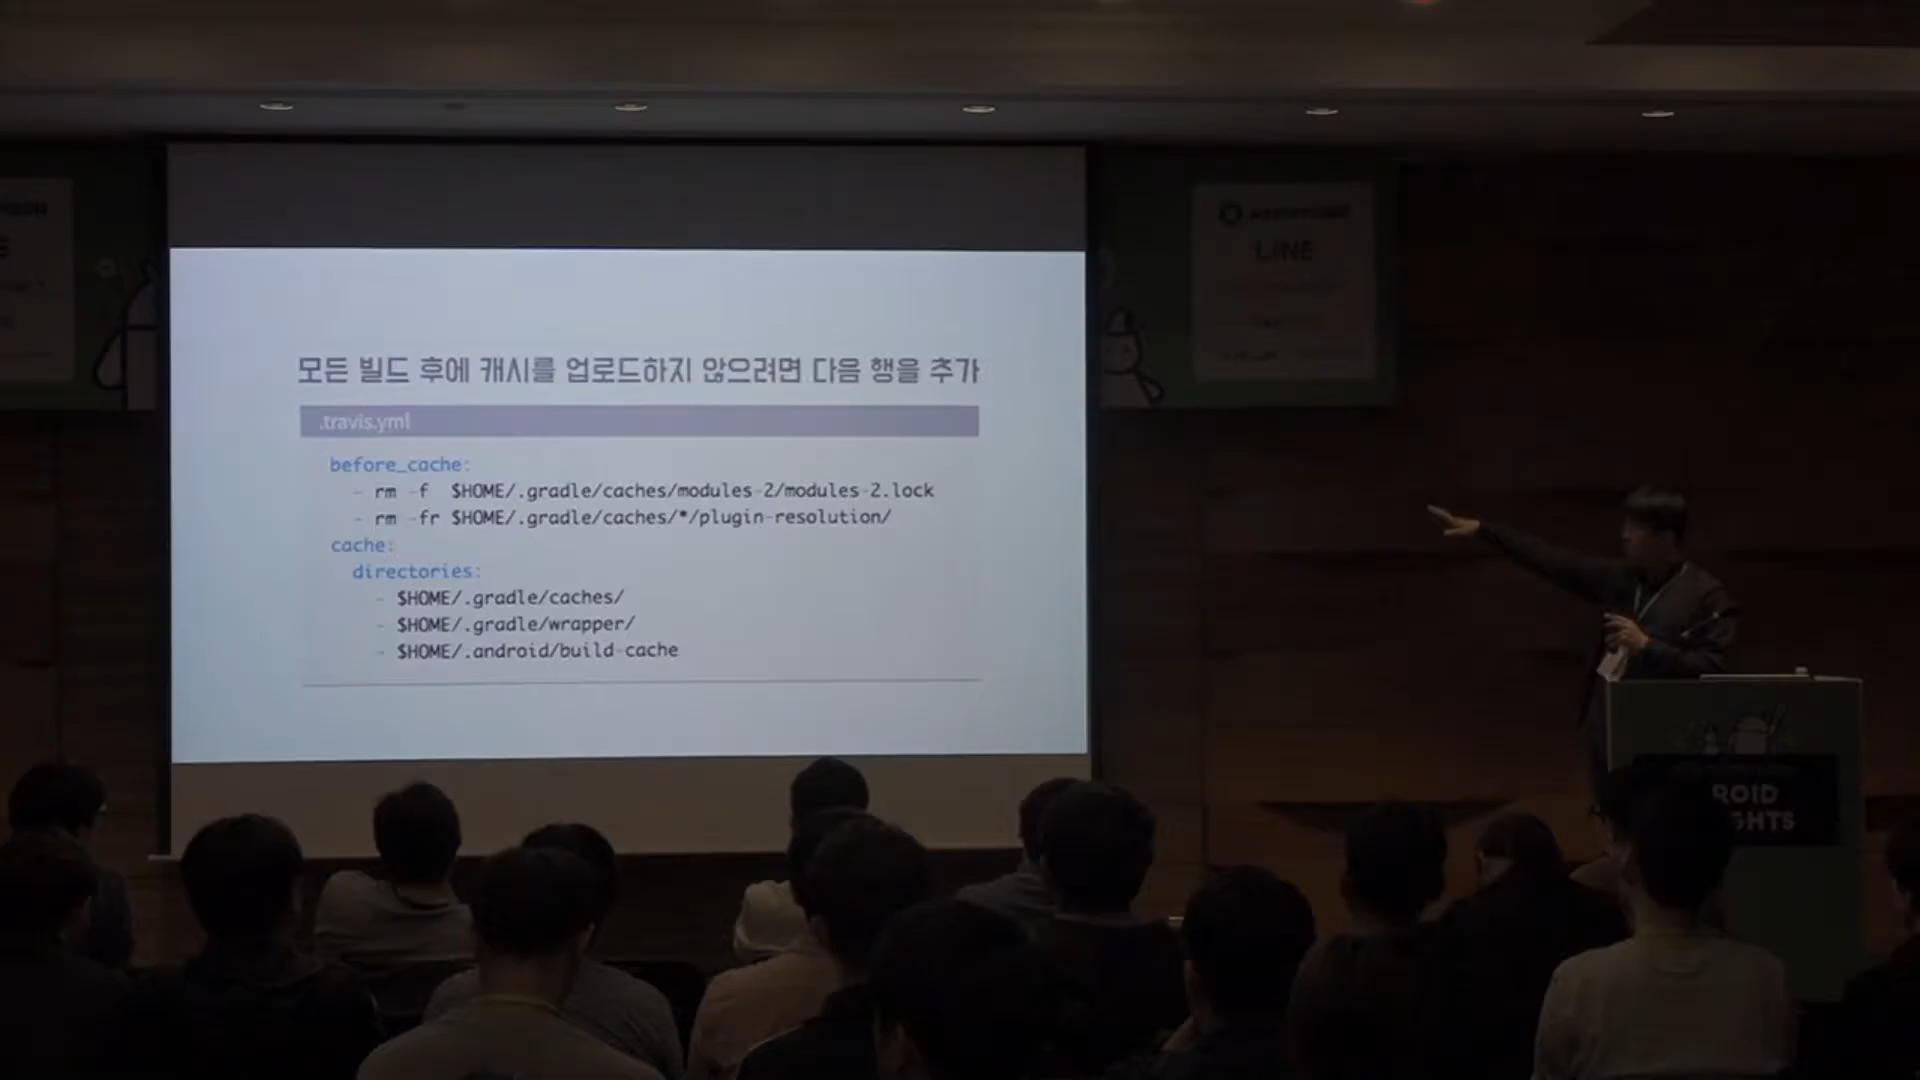 모든 빌드 후에 캐시를 업로드하지 않으려면 다음 행을 추가
.travis.yml
before_cache:
- rm -f  $HOME/.gradle/caches/modules-2/modules-2.lock
- rm -fr $HOME/.gradle/caches/*/plugin-resolution/
cache:
directories:
- $HOME/.gradle/caches/
- $HOME/.gradle/wrapper/
- $HOME/.android/build-cache
LINE
ROID
GHTS